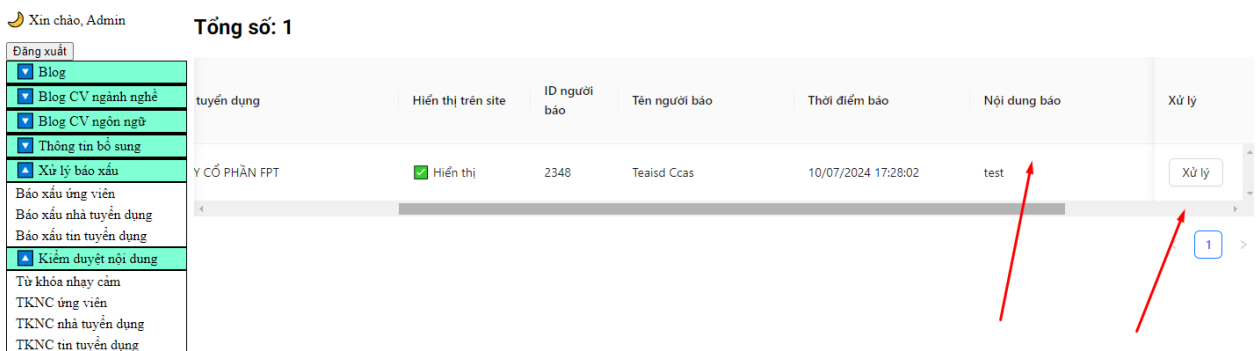 Xin chào, Admin
Đăng xuất
Blog
Blog CV ngành nghề
Blog CV ngôn ngữ
Thông tin bổ sung
Xử lý báo xấu
Báo xấu ứng viên
Báo xấu nhà tuyển dụng
Báo xấu tin tuyển dụng
Kiểm duyệt nội dung
Từ khóa nhạy cảm
TKNC ứng viên
TKNC nhà tuyển dụng
TKNC tin tuyển dụng
Tổng số: 1
tuyển dụng Hiển thị trên site ID người báo Tên người báo Thời điểm báo Nội dung báo Xử lý
Y CỔ PHẦN FPT Hiển thị 2348 Teaisd Ccas 10/07/2024 17:28:02 test Xử lý
1